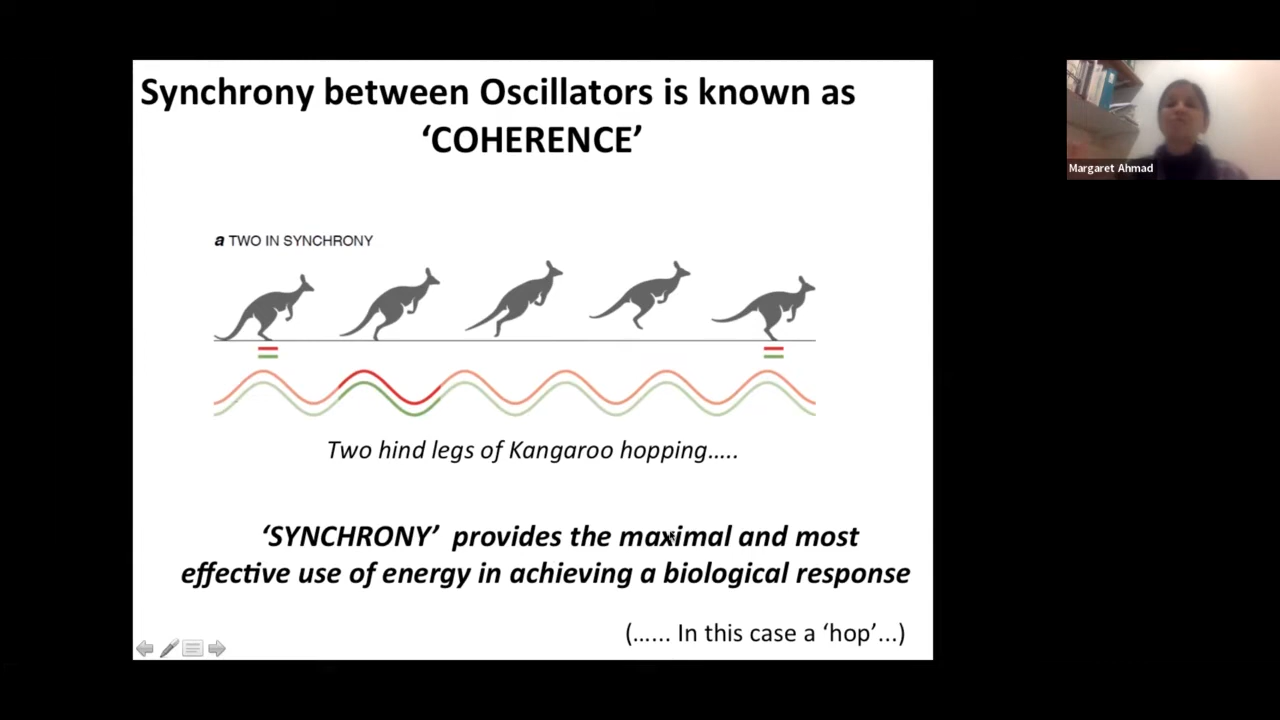 Synchrony between Oscillators is known as
‘COHERENCE’
a TWO IN SYNCHRONY
Two hind legs of Kangaroo hopping.....
‘SYNCHRONY’ provides the maximal and most
effective use of energy in achieving a biological response
(...... In this case a ‘hop’...)
Margaret Ahmad